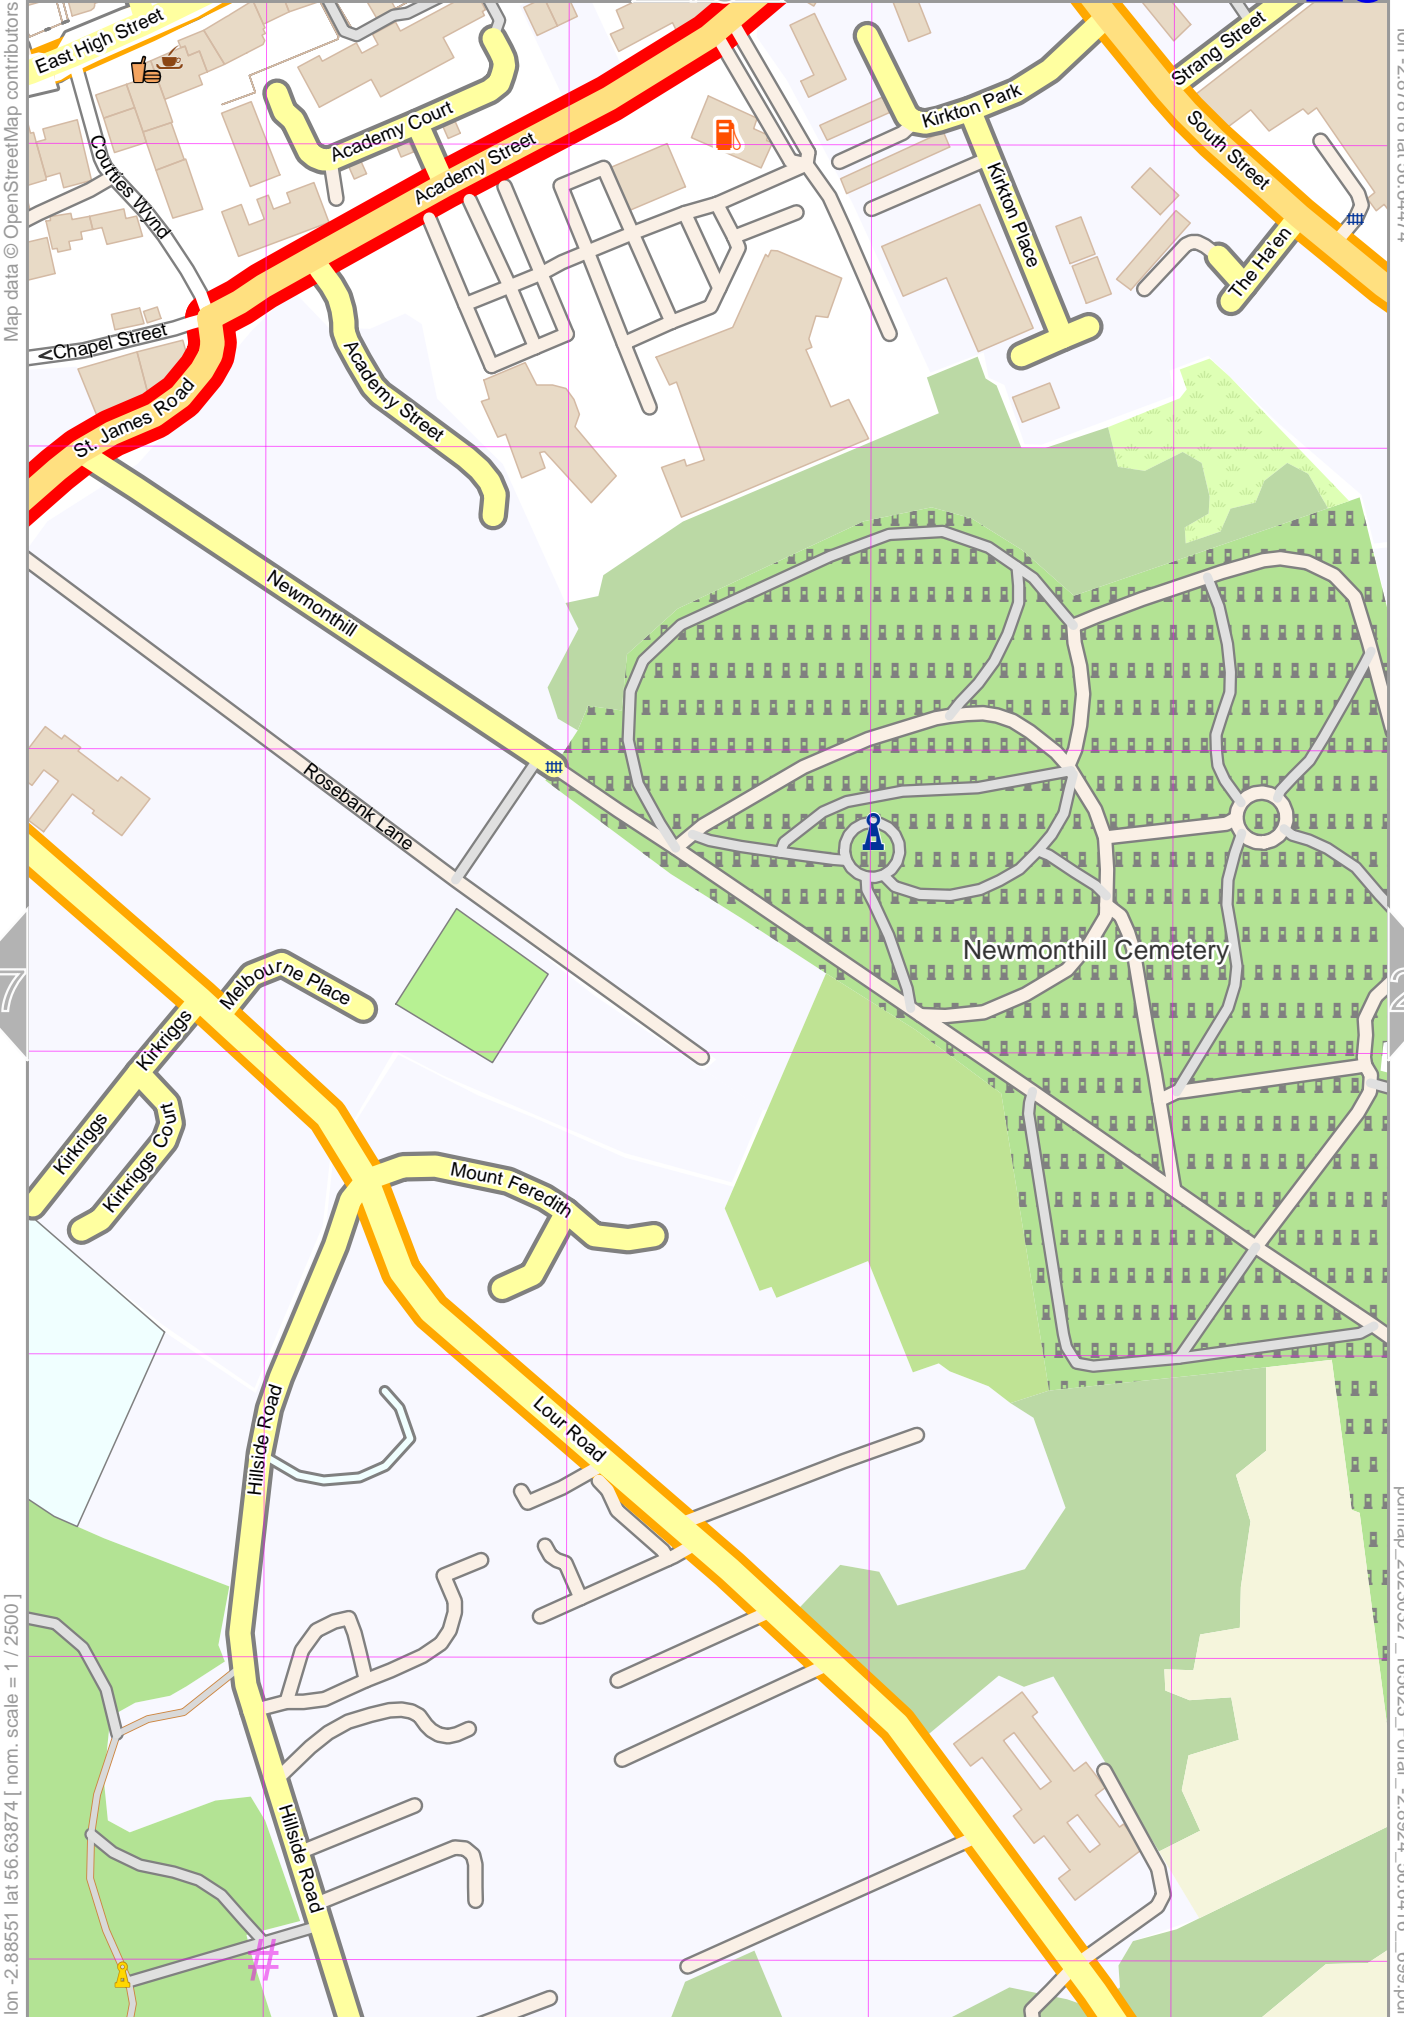 Map data © OpenStreetMap contributors
East High Street
Courties Wynd
Academy Court
Academy Street
Kirkton Park
Kirkton Place
Strang Street
South Street
The Ha'en
<Chapel Street
Academy Street
St. James Road
Newmonthill
Rosebank Lane
Newmonthill Cemetery
7
Melbourne Place
Kirkriggs
Kirkriggs
Kirkriggs Court
Mount Feredith
Hillside Road
Lour Road
Hillside Road
#
lon -2.88551 lat 56.63874 [ nom. scale = 1 / 2500 ]